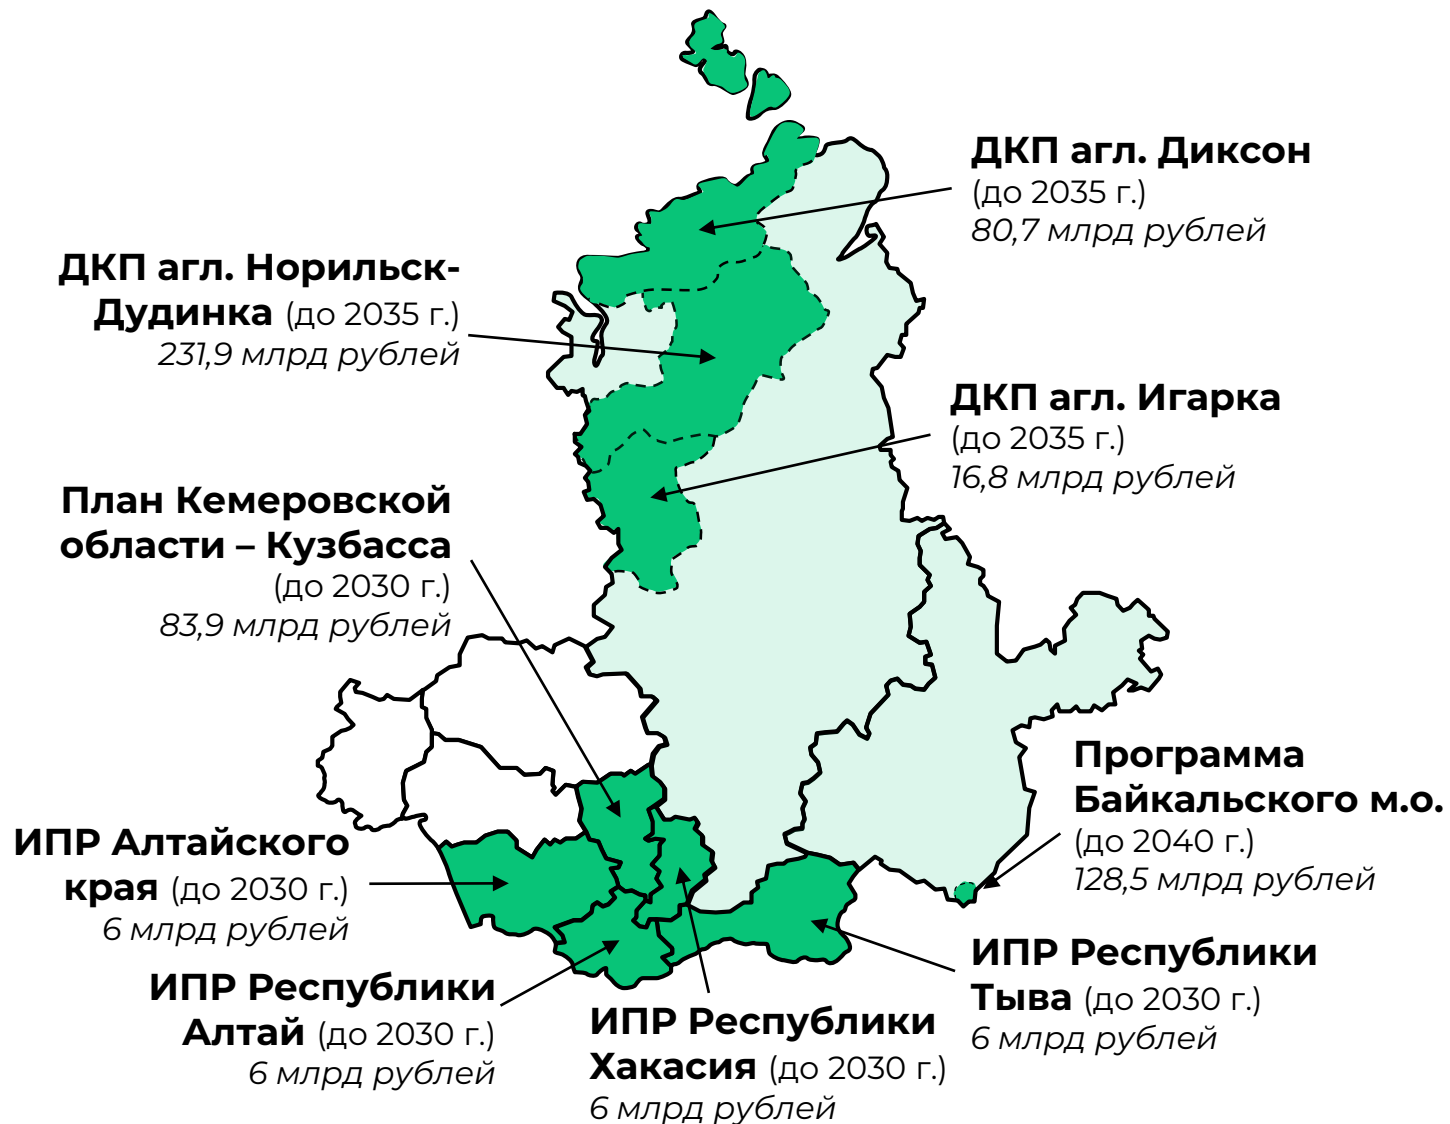 ДКП агл. Диксон
(до 2035 г.)
80,7 млрд рублей
ДКП агл. Норильск-
Дудинка (до 2035 г.)
231,9 млрд рублей
ДКП агл. Игарка
(до 2035 г.)
16,8 млрд рублей
План Кемеровской
области – Кузбасса
(до 2030 г.)
83,9 млрд рублей
Программа
Байкальского м.о.
(до 2040 г.)
128,5 млрд рублей
ИПР Алтайского
края (до 2030 г.)
6 млрд рублей
ИПР Республики
Алтай (до 2030 г.)
6 млрд рублей
ИПР Республики
Хакасия (до 2030 г.)
6 млрд рублей
ИПР Республики
Тыва (до 2030 г.)
6 млрд рублей